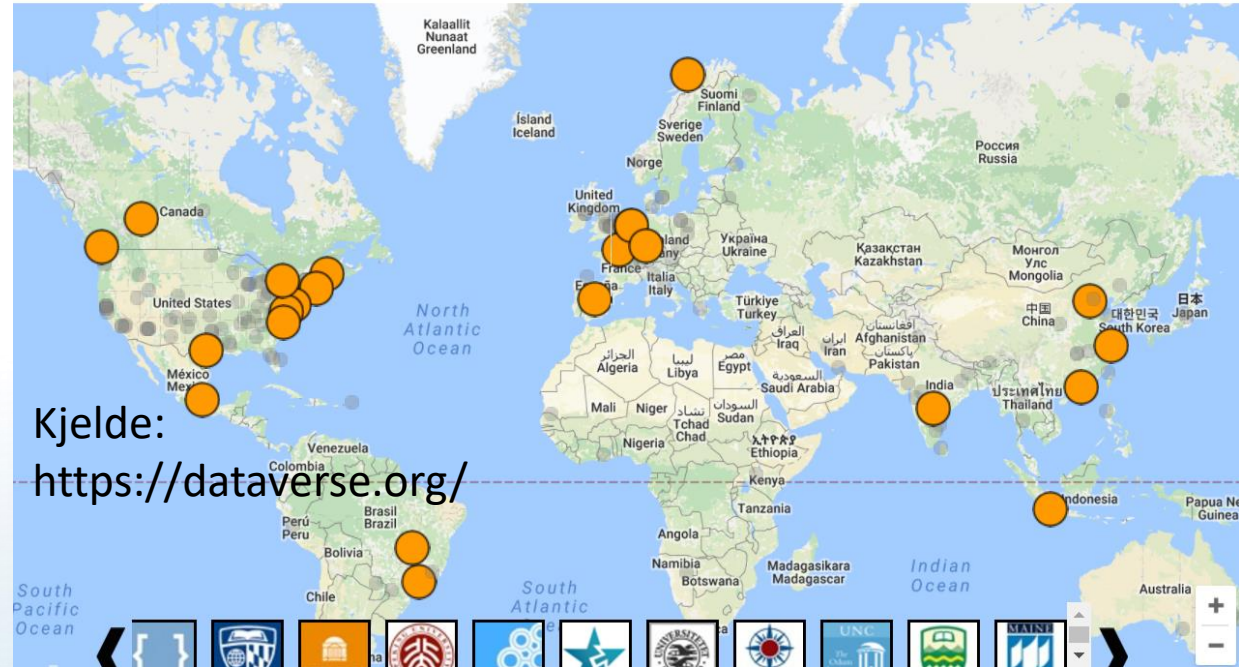 Kalaallit
Nunaat
Greenland
Ísland
Iceland
Suomi
Finland
Sverige
Sweden
Norge
Россия
Russia
Canada
United
Kingdom
Україна
Ukraine
Қазақстан
Kazakhstan
Монгол
Улс
Mongolia
France
Italia
Italy
United States
North
Atlantic
Ocean
Türkiye
Turkey
中国
China
대한민국
South Korea
日本
Japan
العراق
Iraq
ایران
Iran
افغانستان
Afghanistan
پاکستان
Pakistan
الجزائر
Algeria
ليبيا
Libya
مصر
Egypt
السعودية
Saudi Arabia
India
ประเทศไทย
Thailand
México
Mali
Niger
تشاد
Tchad
Chad
السودان
Sudan
Nigeria
ኢትዮጵያ
Ethiopia
Kjelde:
https://dataverse.org/
Venezuela
Colombia
Kenya
Tanzania
Indonesia
Papua Ne
Guinea
Perú
Peru
Brasil
Brazil
Bolivia
Angola
Namibia
Botswana
Madagasikara
Madagascar
Indian
Ocean
Chile
South
Pacific
Ocean
South
Atlantic
Australia
+
−
UNC
The
Odum
MAINE